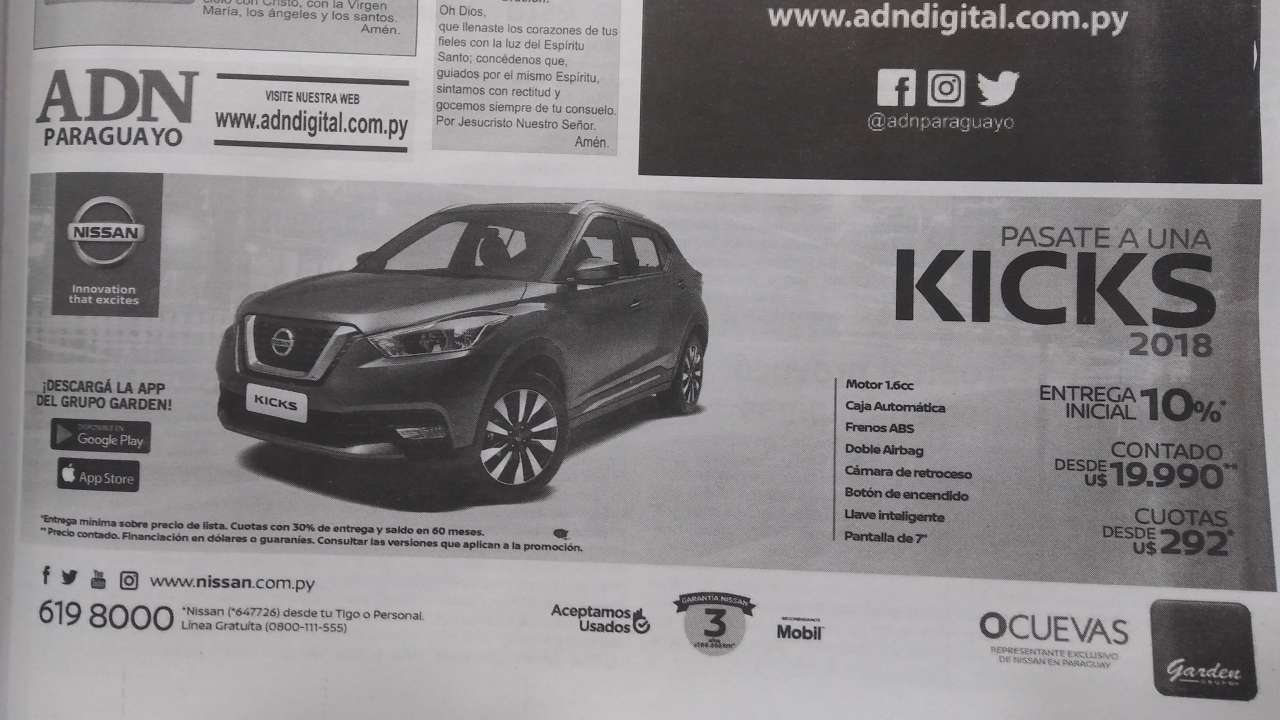 ciclo con Cristo, con la Virgen
María, los ángeles y los santos.
Amén.
Oh Dios,
que llenaste los corazones de tus
fieles con la luz del Espíritu
Santo; concédenos que,
guiados por el mismo Espíritu,
sintamos con rectitud y
gocemos siempre de tu consuelo.
Por Jesucristo Nuestro Señor.
Amén.
www.adndigital.com.py
@adnparaguayo
ADN
PARAGUAYO
VISITE NUESTRA WEB
www.adndigital.com.py
NISSAN
Innovation
that excites
¡DESCARGÁ LA APP
DEL GRUPO GARDEN!
DISPONIBLE EN
Google Play
App Store
KICKS
PASATE A UNA
KICKS
2018
Motor 1.6cc
Caja Automática
Frenos ABS
Doble Airbag
Cámara de retroceso
Botón de encendido
Llave inteligente
Pantalla de 7"
ENTREGA
INICIAL 10%*
CONTADO
DESDE
U$ 19.990**
CUOTAS
DESDE
U$ 292*
*Entrega mínima sobre precio de lista. Cuotas con 30% de entrega y saldo en 60 meses.
**Precio contado. Financiación en dólares o guaraníes. Consultar las versiones que aplican a la promoción.
www.nissan.com.py
619 8000
*Nissan (*647726) desde tu Tigo o Personal.
Línea Gratuíta (0800-111-555)
Aceptamos
Usados
GARANTÍA NISSAN
3
años
Mobil
OCUEVAS
REPRESENTANTE EXCLUSIVO
DE NISSAN EN PARAGUAY
Garden
GRUPO